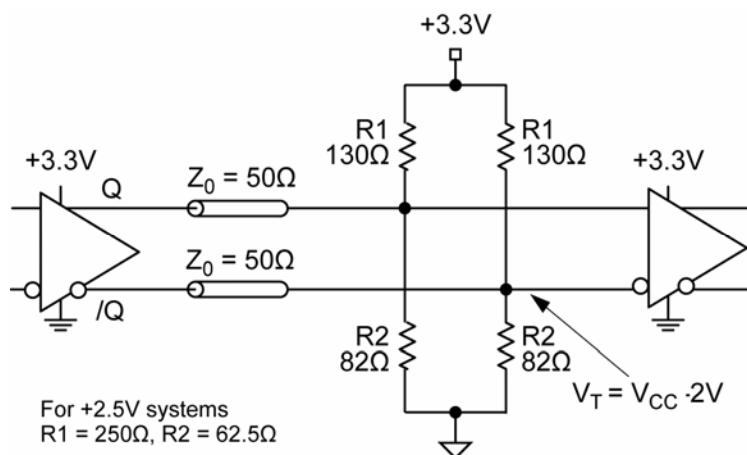 +3.3V
R1
130Ω
R1
130Ω
+3.3V
Q
Z0 = 50Ω
+3.3V
Z0 = 50Ω
/Q
R2
82Ω
R2
82Ω
VT = VCC -2V
For +2.5V systems
R1 = 250Ω, R2 = 62.5Ω